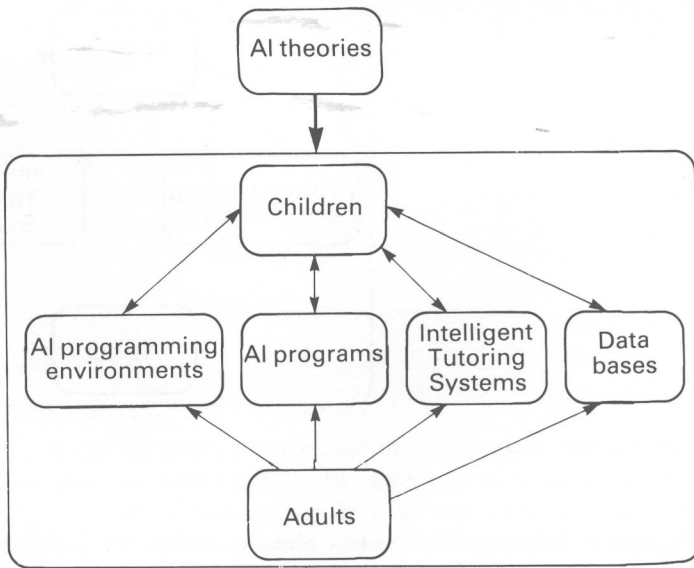 AI theories
Children
AI programming
environments
AI programs
Intelligent
Tutoring
Systems
Data
bases
Adults